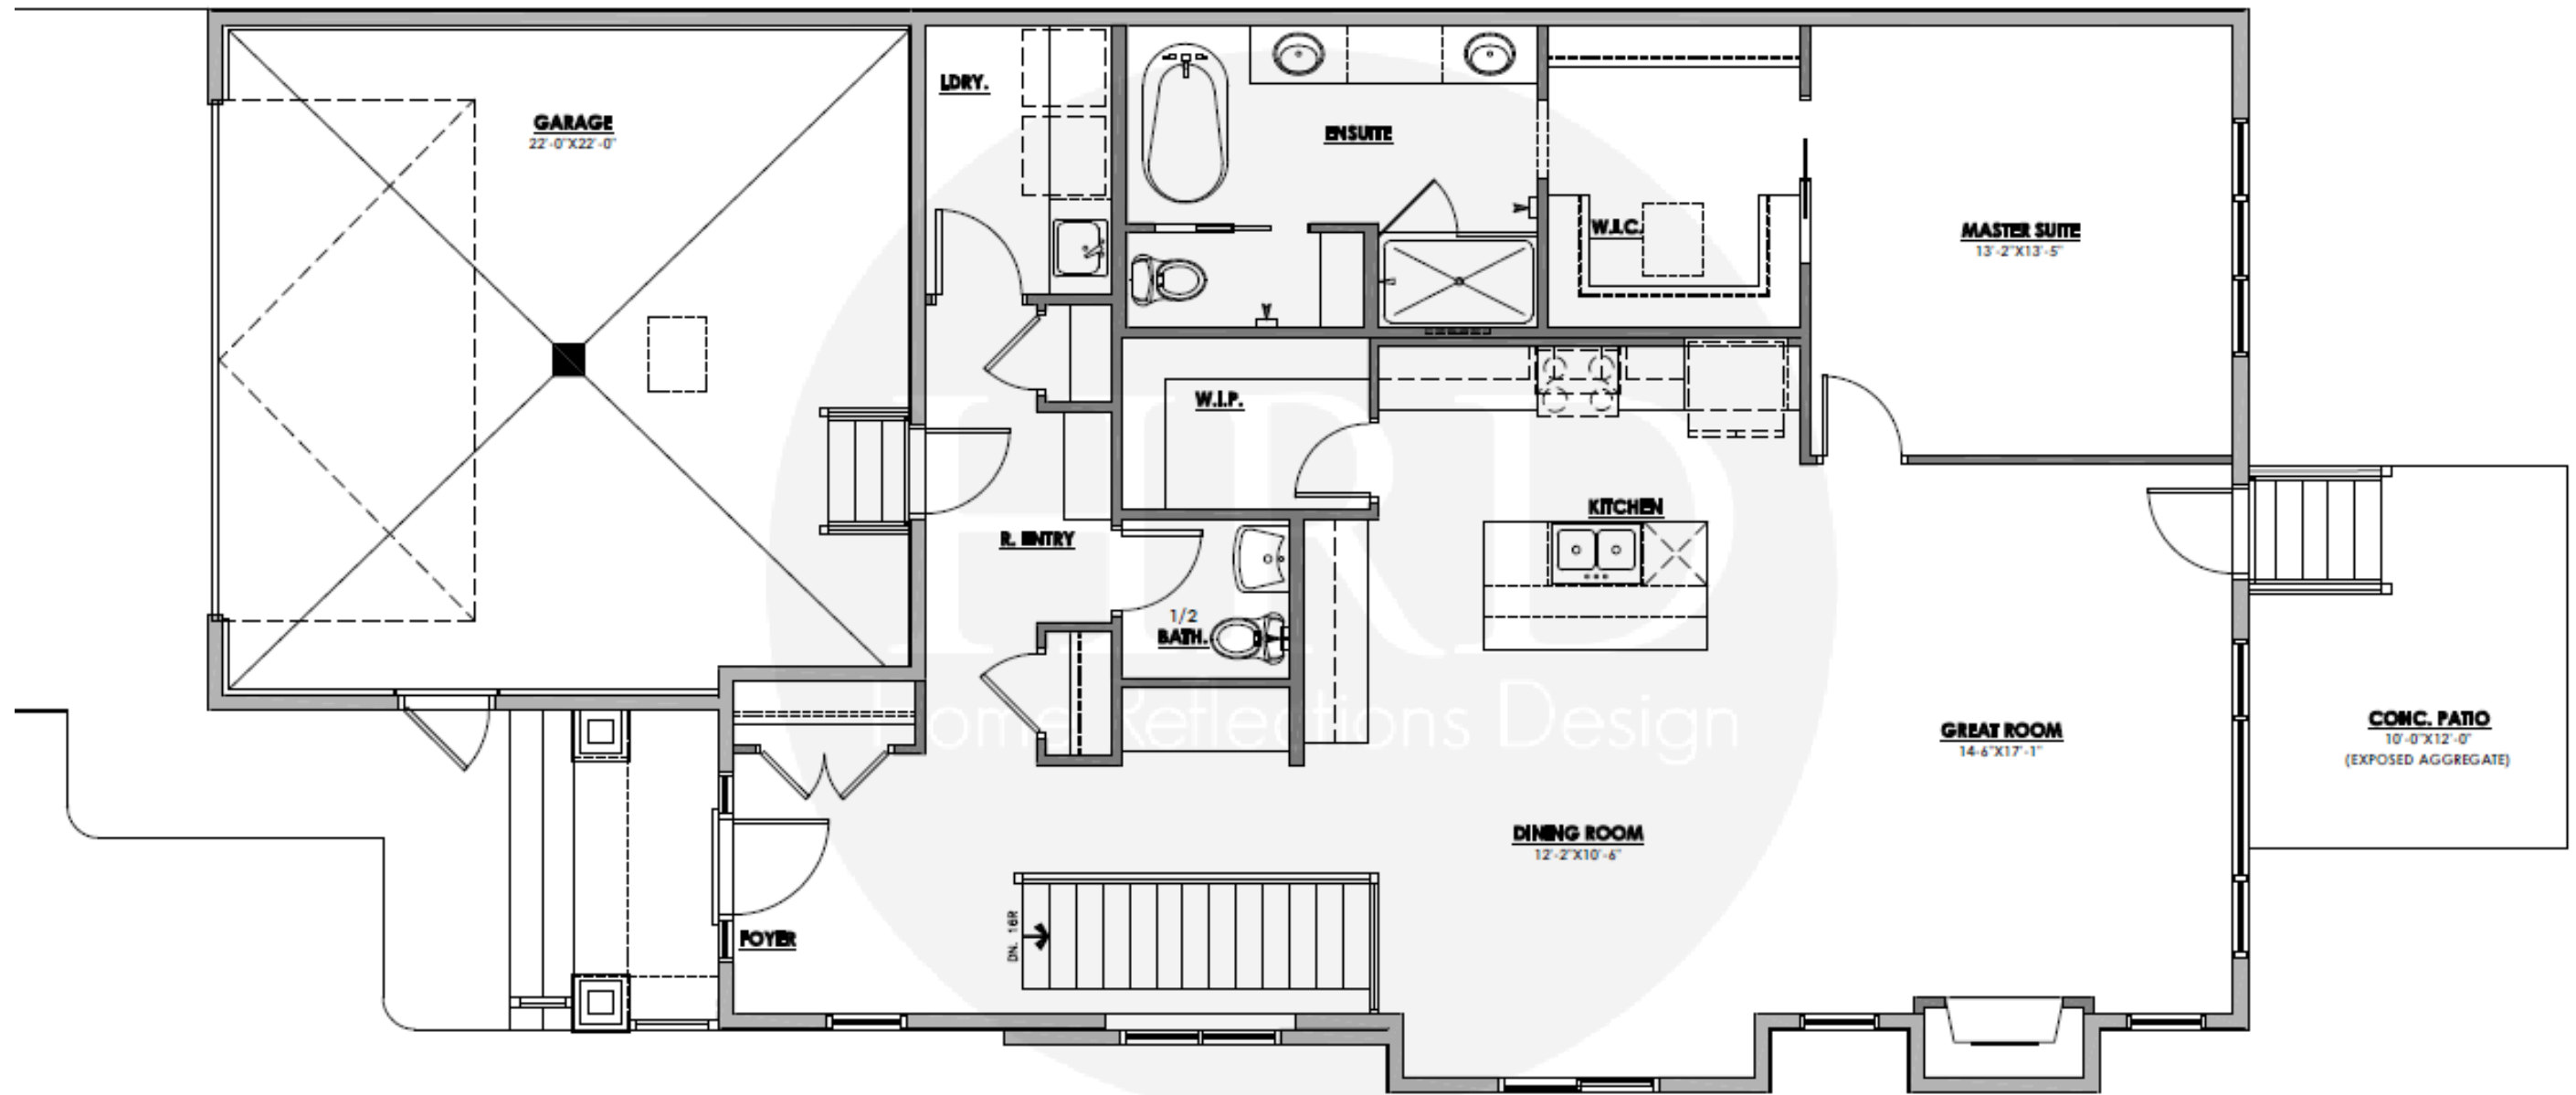 LDRY.
GARAGE
22'-0"X22'-0"
ENSUITE
W.I.C.
MASTER SUITE
13'-2"X13'-5"
W.I.P.
HRD
KITCHEN
R. ENTRY
1/2
BATH.
Home Reflections Design
GREAT ROOM
14-6"X17'-1"
CONC. PATIO
10'-0"X12'-0"
(EXPOSED AGGREGATE)
DINING ROOM
12'-2"X10'-6"
FOYER
DN. 16R